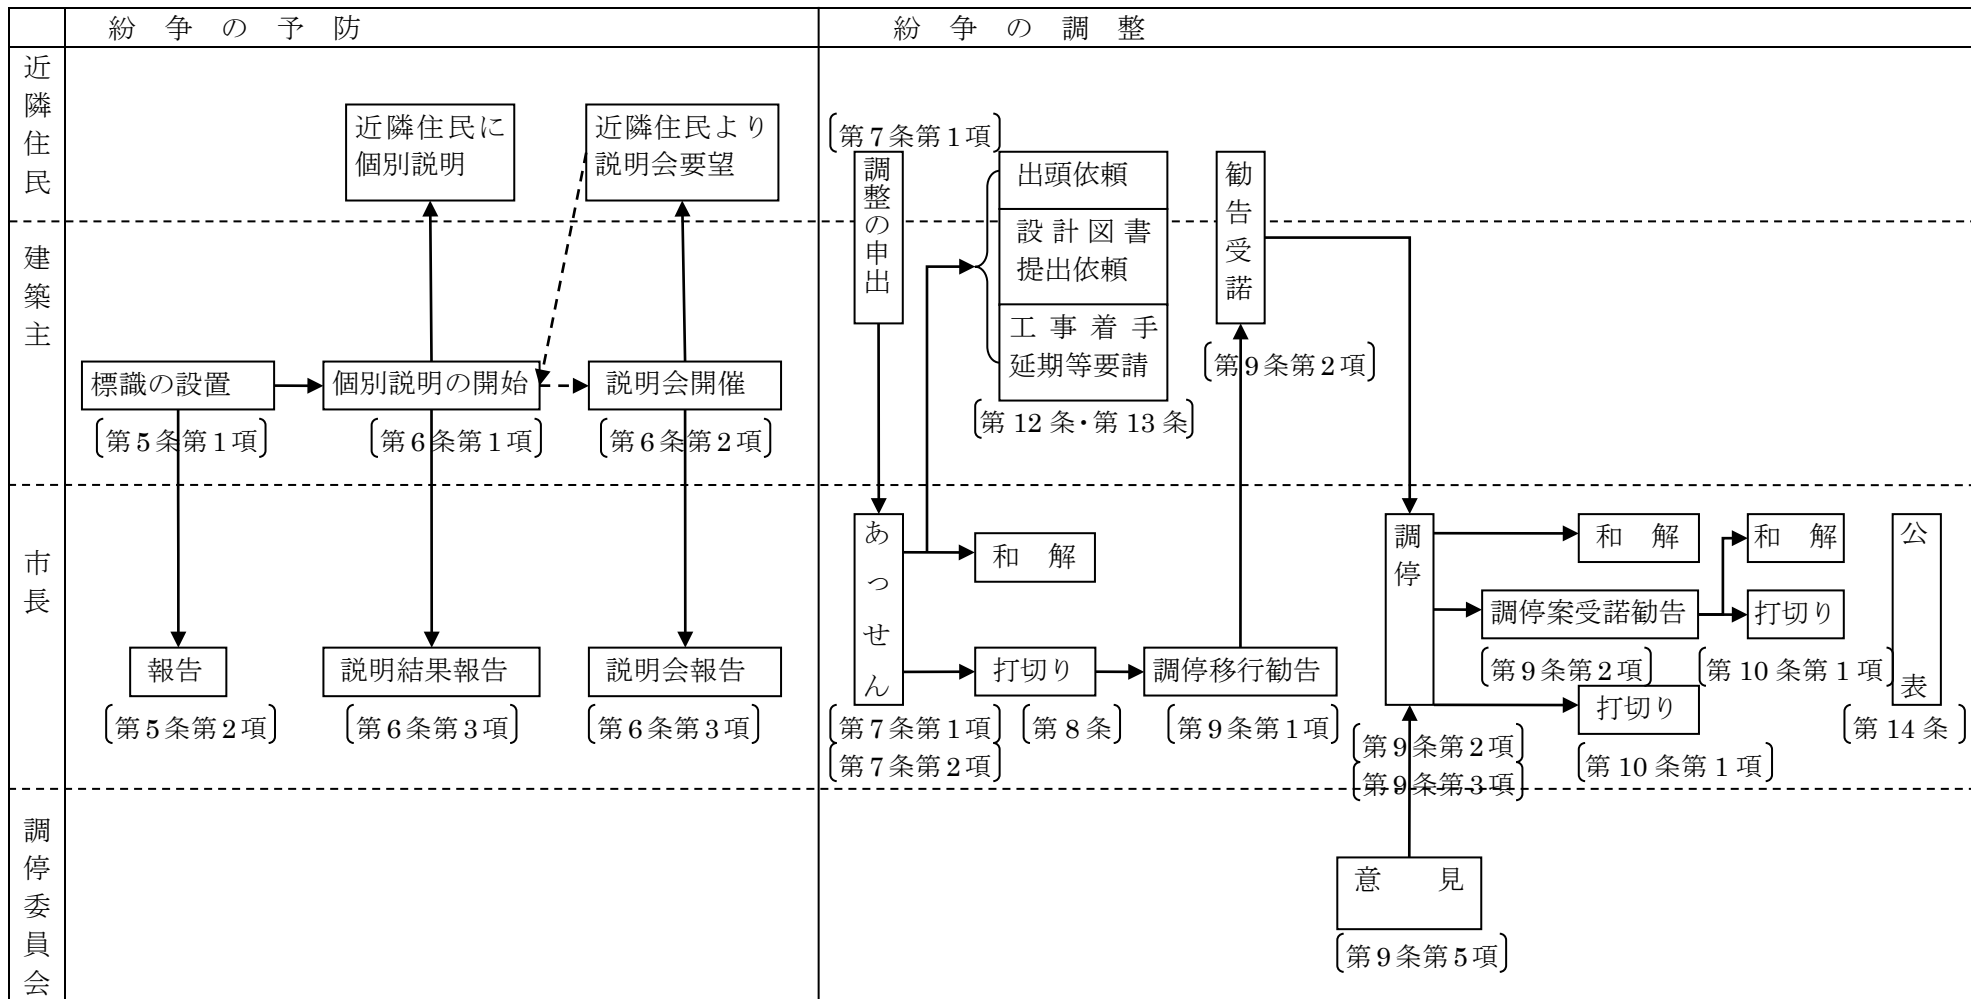 紛争の予防
紛争の調整
近隣住民
近隣住民に
個別説明
近隣住民より
説明会要望
第7条第1項
調整の申出
出頭依頼
設計図書
提出依頼
工事着手
延期等要請
第12条・第13条
勧告受諾
第9条第2項
建築主
標識の設置
第5条第1項
個別説明の開始
第6条第1項
説明会開催
第6条第2項
市長
報告
第5条第2項
説明結果報告
第6条第3項
説明会報告
第6条第3項
あっせん
第7条第1項
第7条第2項
和解
打切り
第8条
調停移行勧告
第9条第1項
調停
第9条第2項
第9条第3項
和解
調停案受諾勧告
第9条第2項
和解
打切り
第10条第1項
打切り
第10条第1項
公表
第14条
調停委員会
意見
第9条第5項